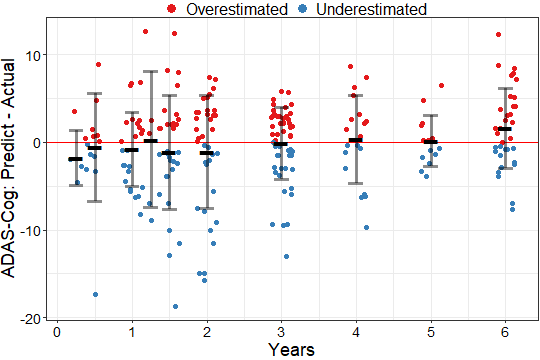 Overestimated Underestimated
ADAS-Cog: Predict - Actual
10
0
-10
-20
0 1 2 3 4 5 6
Years